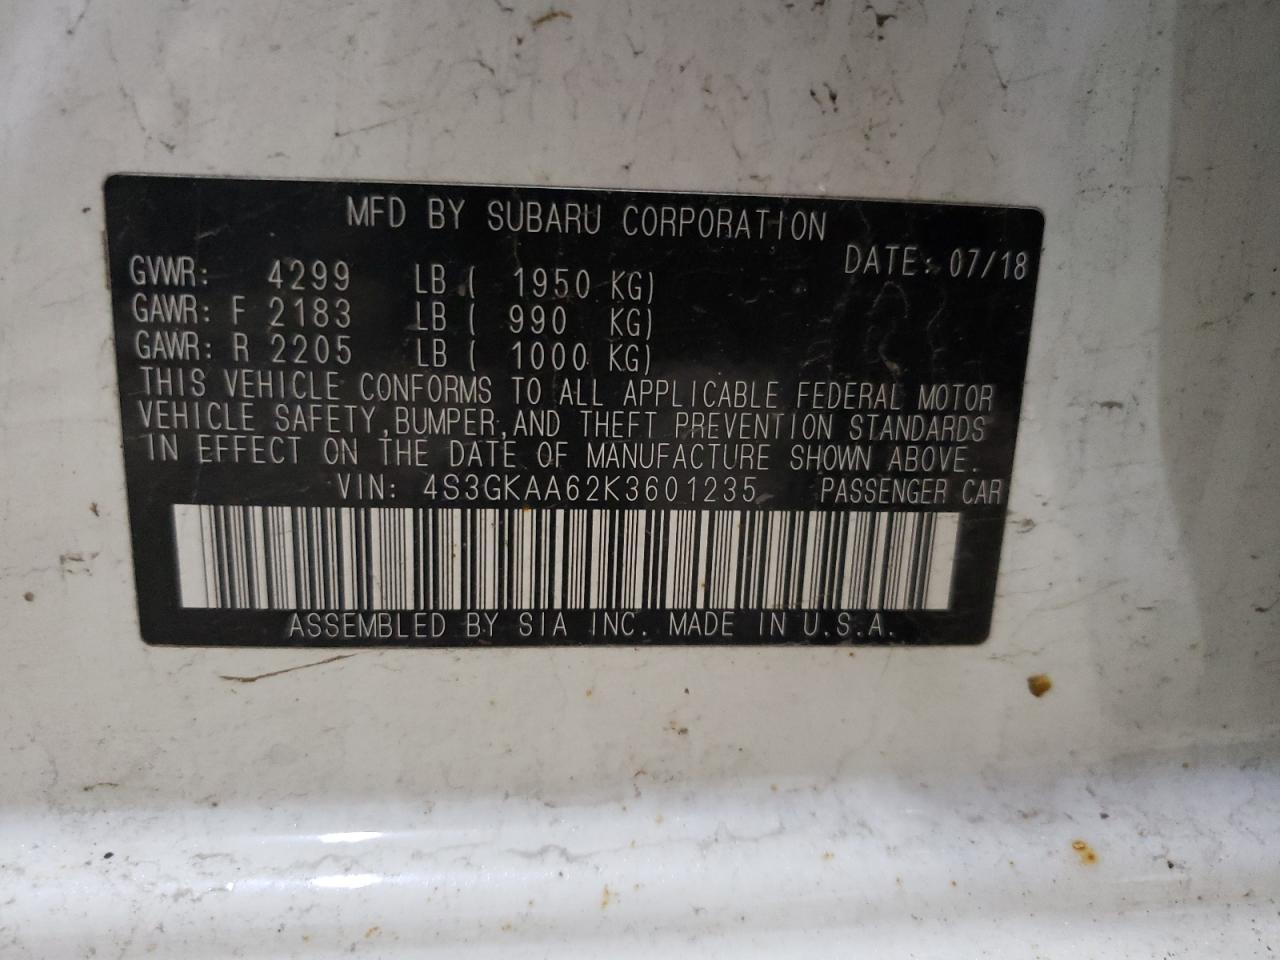 MFD BY SUBARU CORPORATION
DATE: 07/18
GVWR: 4299 LB ( 1950 KG)
GAWR: F 2183 LB ( 990 KG)
GAWR: R 2205 LB ( 1000 KG)
THIS VEHICLE CONFORMS TO ALL APPLICABLE FEDERAL MOTOR
VEHICLE SAFETY,BUMPER,AND THEFT PREVENTION STANDARDS
IN EFFECT ON THE DATE OF MANUFACTURE SHOWN ABOVE.
VIN: 4S3GKAA62K3601235 PASSENGER CAR
ASSEMBLED BY SIA INC. MADE IN U.S.A.